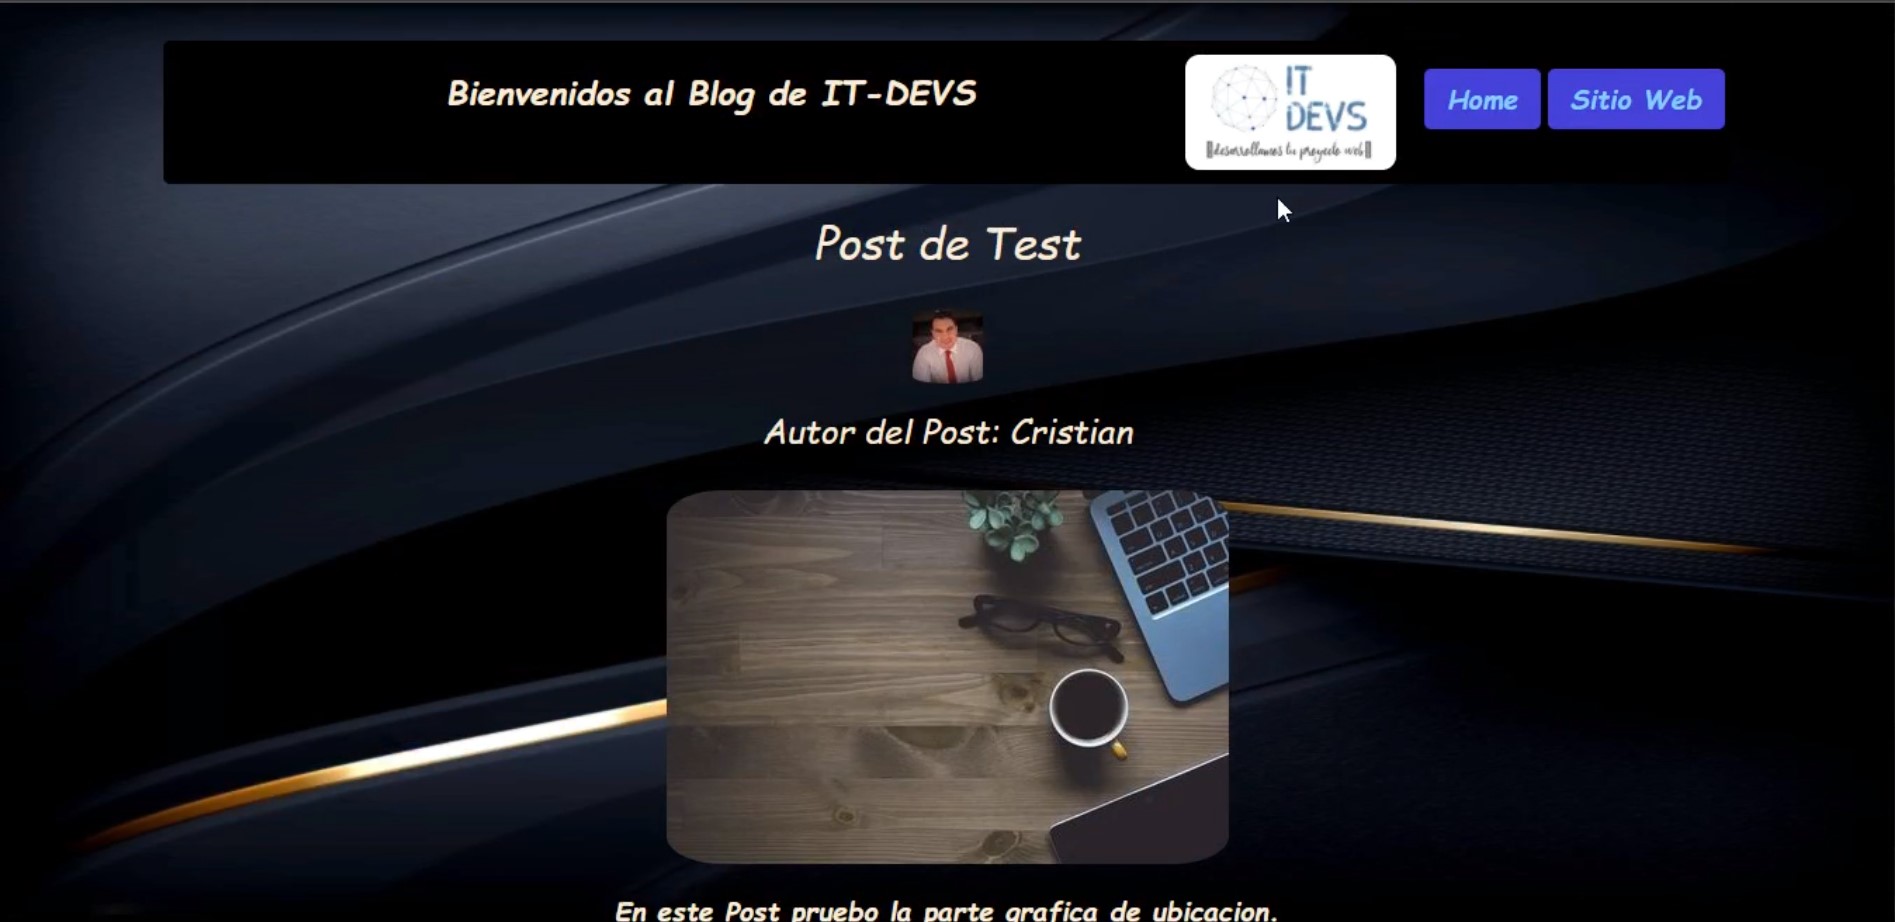 Bienvenidos al Blog de IT-DEVS
IT
DEVS
desarrollamos tu proyecto web
Home
Sitio Web
Post de Test
Autor del Post: Cristian
En este Post pruebo la parte grafica de ubicacion.